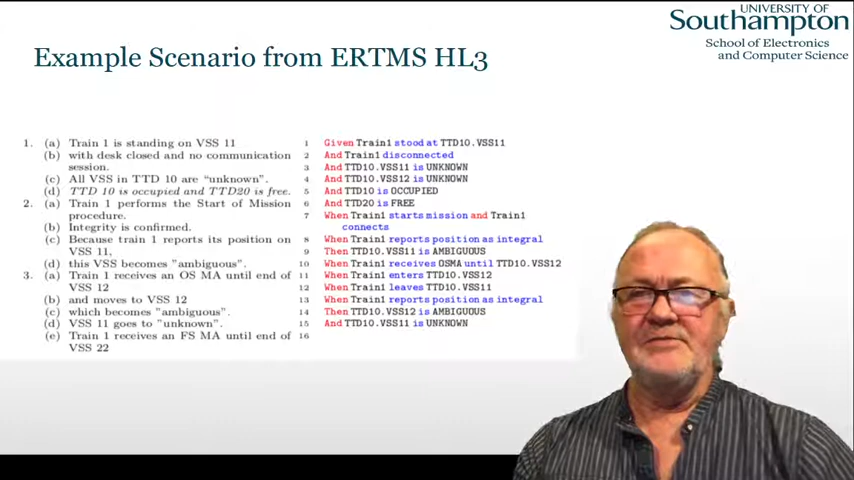 UNIVERSITY OF
Southampton
School of Electronics
and Computer Science
Example Scenario from ERTMS HL3
1. (a) Train 1 is standing on VSS 11
(b) with desk closed and no communication
session.
(c) All VSS in TTD 10 are "unknown".
(d) TTD 10 is occupied and TTD20 is free.
2. (a) Train 1 performs the Start of Mission
procedure.
(b) Integrity is confirmed.
(c) Because train 1 reports its position on
VSS 11,
(d) this VSS becomes "ambiguous".
3. (a) Train 1 receives an OS MA until end of
VSS 12
(b) and moves to VSS 12
(c) which becomes "ambiguous".
(d) VSS 11 goes to "unknown".
(e) Train 1 receives an FS MA until end of
VSS 22
1 Given Train1 stood at TTD10.VSS11
2 And Train1 disconnected
3 And TTD10.VSS11 is UNKNOWN
4 And TTD10.VSS12 is UNKNOWN
5 And TTD10 is OCCUPIED
6 And TTD20 is FREE
7 When Train1 starts mission and Train1
connects
8 When Train1 reports position as integral
9 Then TTD10.VSS11 is AMBIGUOUS
10 When Train1 receives OSMA until TTD10.VSS12
11 When Train1 enters TTD10.VSS12
12 When Train1 leaves TTD10.VSS11
13 When Train1 reports position as integral
14 Then TTD10.VSS12 is AMBIGUOUS
15 And TTD10.VSS11 is UNKNOWN
16